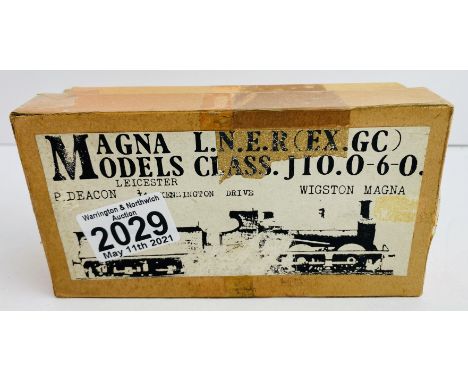 MAGNA L.N.E.R(EX.GC)
MODELS CLASS.J10.0-6-0.
LEICESTER
P.DEACON KENSINGTON DRIVE WIGSTON MAGNA
Warrington & Northwich
Auction
2029
May 11th 2021